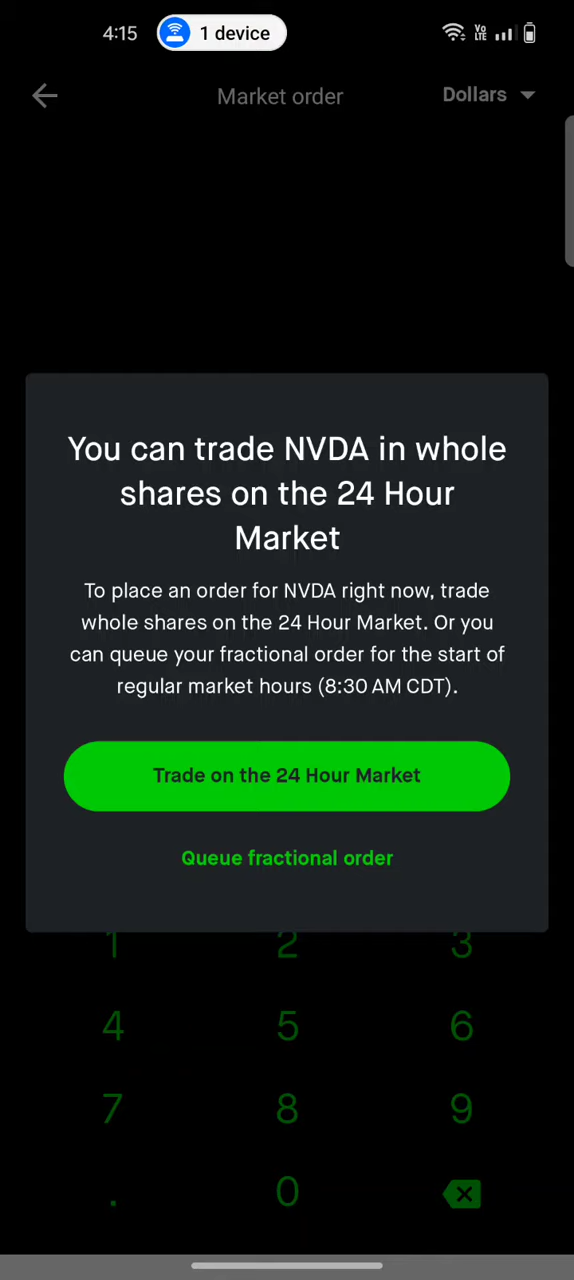 4:15
1 device
Vo
LTE
Market order
Dollars
You can trade NVDA in whole
shares on the 24 Hour
Market
To place an order for NVDA right now, trade
whole shares on the 24 Hour Market. Or you
can queue your fractional order for the start of
regular market hours (8:30 AM CDT).
Trade on the 24 Hour Market
Queue fractional order
1 2 3
4 5 6
7 8 9
. 0